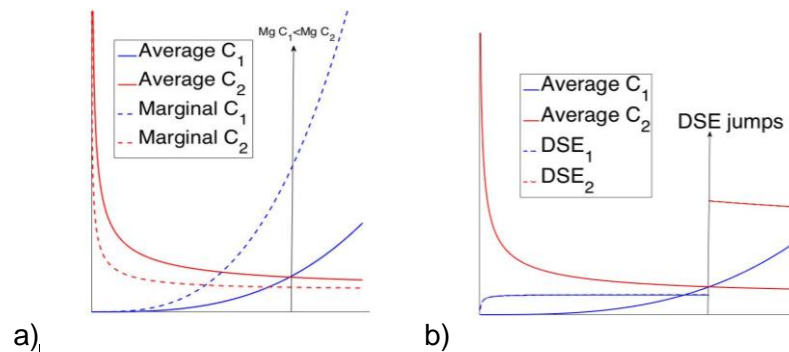 Mg C₁<Mg C₂
Average C₁
Average C₂
Marginal C₁
Marginal C₂
a)
Average C₁
Average C₂
DSE₁
DSE₂
DSE jumps
b)